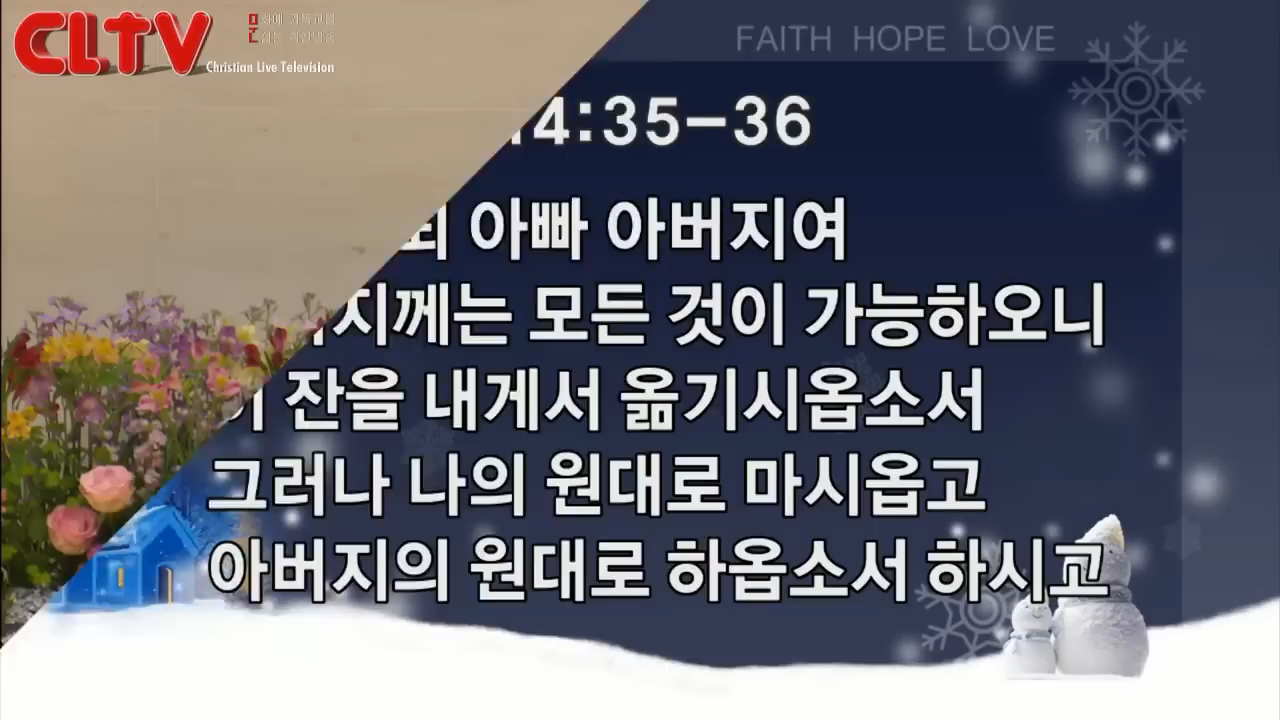 CLTV
Christian Live Television
FAITH HOPE LOVE
14:35-36
아빠 아버지여
모든 것이 가능하오니
잔을 내게서 옮기시옵소서
그러나 나의 원대로 마시옵고
아버지의 원대로 하옵소서 하시고